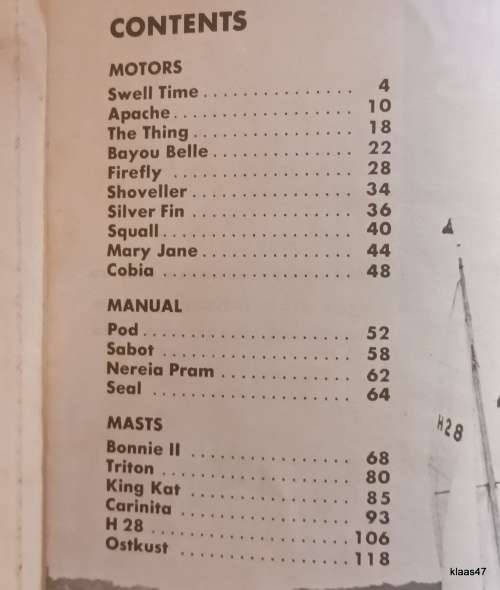 CONTENTS
MOTORS
Swell Time ............... 4
Apache .................. 10
The Thing ................ 18
Bayou Belle .............. 22
Firefly .................. 28
Shoveller ................ 34
Silver Fin ................ 36
Squall ................... 40
Mary Jane ............... 44
Cobia ................... 48
MANUAL
Pod ..................... 52
Sabot ................... 58
Nereia Pram ............. 62
Seal .................... 64
MASTS
Bonnie II ................ 68
Triton ................... 80
King Kat ................ 85
Carinita ................. 93
H 28 .................... 106
Ostkust ................. 118
H28
klaas47